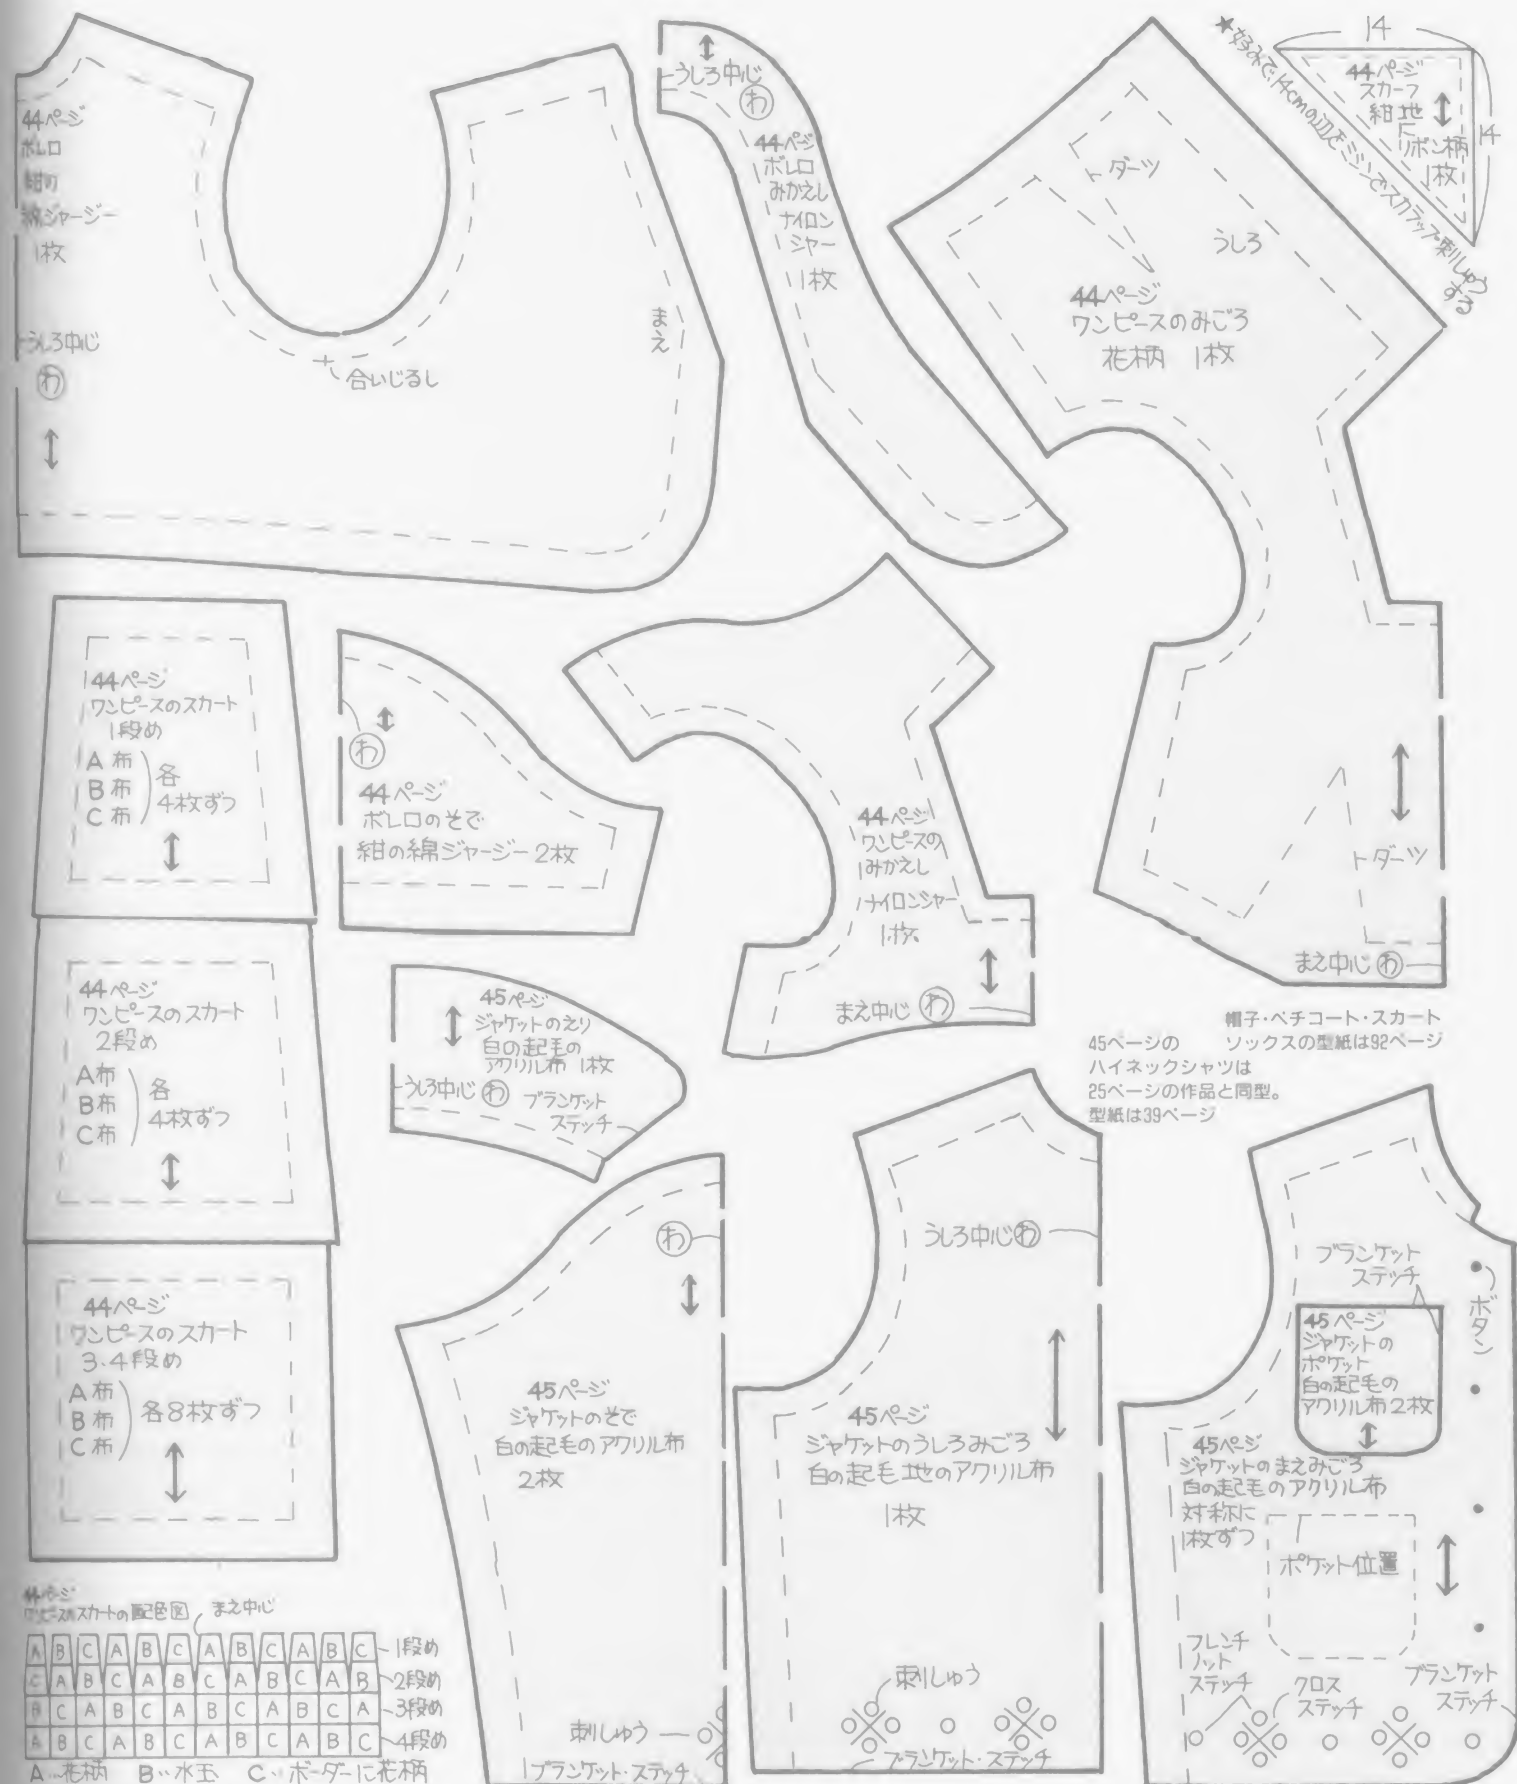 44ページ
ボレロ
紺の
綿ジャージー
1枚
うしろ中心
わ
合いじるし
まえ
うしろ中心
わ
44ページ
ボレロ
みかえし
ナイロン
シャー
1枚
ダーツ
うしろ
44ページ
ワンピースのみごろ
花柄 1枚
ダーツ
まえ中心 わ
14
14
44ページ
スカーフ
紺地に
リボン柄
1枚
★好みで、14cmの辺をミシンでスカラップ刺しゅう
する
44ページ
ワンピースのスカート
1段め
A布
B布
C布
各
4枚ずつ
わ
44ページ
ボレロのそで
紺の綿ジャージー 2枚
44ページ
ワンピースの
みかえし
ナイロンシャー
1枚
まえ中心 わ
44ページ
ワンピースのスカート
2段め
A布
B布
C布
各
4枚ずつ
45ページ
ジャケットのえり
白の起毛の
アクリル布 1枚
うしろ中心 わ
ブランケット
ステッチ
帽子・ペチコート・スカート
ソックスの型紙は92ページ
45ページの
ハイネックシャツは
25ページの作品と同型。
型紙は39ページ
44ページ
ワンピースのスカート
3.4段め
A布
B布
C布
各8枚ずつ
わ
45ページ
ジャケットのそで
白の起毛のアクリル布
2枚
刺しゅう
ブランケット・ステッチ
うしろ中心 わ
45ページ
ジャケットのうしろみごろ
白の起毛地のアクリル布
1枚
刺しゅう
ブランケット・ステッチ
ブランケット
ステッチ
ボタン
45ページ
ジャケットの
ポケット
白の起毛の
アクリル布2枚
45ページ
ジャケットのまえみごろ
白の起毛のアクリル布
対称に
1枚ずつ
ポケット位置
フレンチ
ノット
ステッチ
クロス
ステッチ
ブランケット
ステッチ
44ページ
ワンピースのスカートの配色図
まえ中心
A B C A B C A B C A B C 1段め
C A B C A B C A B C A B 2段め
B C A B C A B C A B C A 3段め
A B C A B C A B C A B C 4段め
A…花柄 B…水玉 C…ボーダーに花柄